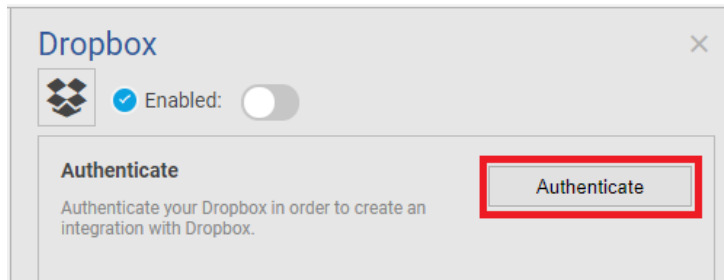 Dropbox
Enabled:
Authenticate
Authenticate
Authenticate your Dropbox in order to create an
integration with Dropbox.